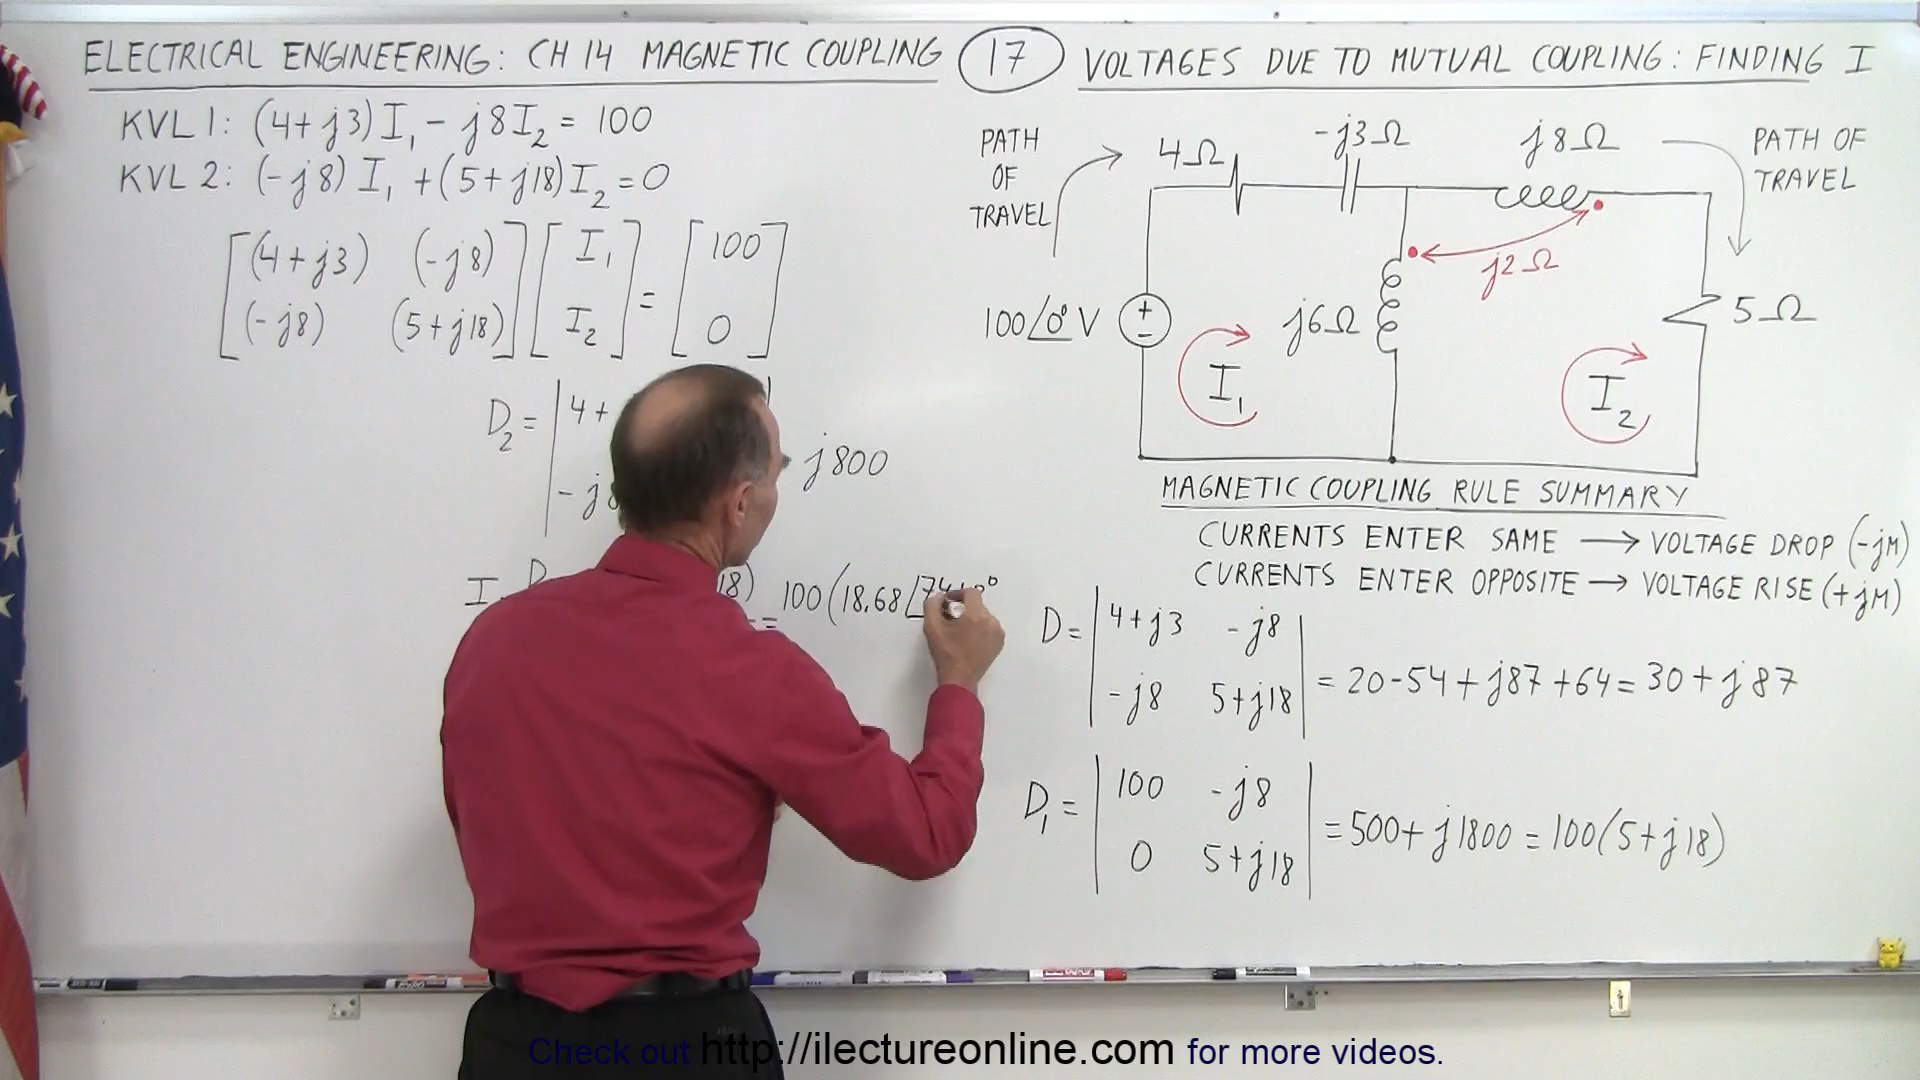 ELECTRICAL ENGINEERING: CH 14 MAGNETIC COUPLING 17 VOLTAGES DUE TO MUTUAL COUPLING: FINDING I
KVL 1: (4+j3)I₁ - j8I₂ = 100
KVL 2: (-j8)I₁ + (5+j18)I₂ = 0
[(4+j3) (-j8)] [I₁] = [100]
[(-j8) (5+j18)] [I₂] [0]
D₂ = | 4+
-j8
j800
I
D
18)
= 100(18.68∠74
PATH OF TRAVEL
4Ω
-j3Ω
j8Ω
PATH OF TRAVEL
j2Ω
100∠0° V
+
-
j6Ω
5Ω
I₁
I₂
MAGNETIC COUPLING RULE SUMMARY
CURRENTS ENTER SAME → VOLTAGE DROP (-jM)
CURRENTS ENTER OPPOSITE → VOLTAGE RISE (+jM)
D = | 4+j3 -j8 |
| -j8 5+j18 | = 20-54+j87+64 = 30+j87
D₁ = | 100 -j8 |
| 0 5+j18 | = 500+j1800 = 100(5+j18)
Check out http://ilectureonline.com for more videos.